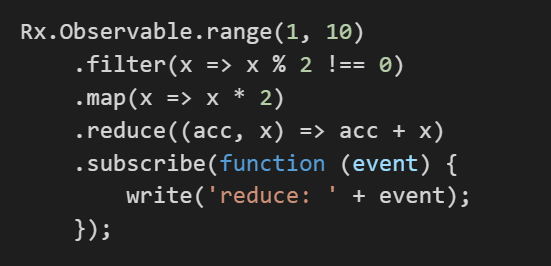 Rx.Observable.range(1, 10)
    .filter(x => x % 2 !== 0)
    .map(x => x * 2)
    .reduce((acc, x) => acc + x)
    .subscribe(function (event) {
        write('reduce: ' + event);
    });